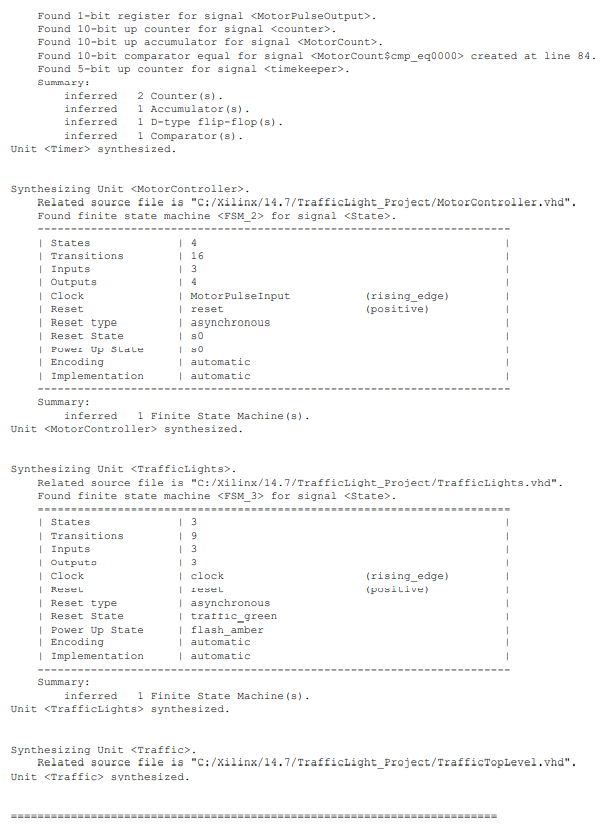 Found 1-bit register for signal <MotorPulseOutput>.
Found 10-bit up counter for signal <counter>.
Found 10-bit up accumulator for signal <MotorCount>.
Found 10-bit comparator equal for signal <MotorCount$cmp_eq0000> created at line 84.
Found 5-bit up counter for signal <timekeeper>.
Summary:
inferred   2 Counter(s).
inferred   1 Accumulator(s).
inferred   1 D-type flip-flop(s).
inferred   1 Comparator(s).
Unit <Timer> synthesized.

Synthesizing Unit <MotorController>.
Related source file is "C:/Xilinx/14.7/TrafficLight_Project/MotorController.vhd".
Found finite state machine <FSM_2> for signal <State>.
-----------------------------------------------------------------------
| States             | 4                                              |
| Transitions        | 16                                             |
| Inputs             | 3                                              |
| Outputs            | 4                                              |
| Clock              | MotorPulseInput           (rising_edge)        |
| Reset              | reset                     (positive)           |
| Reset type         | asynchronous                                   |
| Reset State        | s0                                             |
| Power Up State     | s0                                             |
| Encoding           | automatic                                      |
| Implementation     | automatic                                      |
-----------------------------------------------------------------------
Summary:
inferred   1 Finite State Machine(s).
Unit <MotorController> synthesized.

Synthesizing Unit <TrafficLights>.
Related source file is "C:/Xilinx/14.7/TrafficLight_Project/TrafficLights.vhd".
Found finite state machine <FSM_3> for signal <State>.
-----------------------------------------------------------------------
| States             | 3                                              |
| Transitions        | 9                                              |
| Inputs             | 3                                              |
| Outputs            | 3                                              |
| Clock              | clock                     (rising_edge)        |
| Reset              | reset                     (positive)           |
| Reset type         | asynchronous                                   |
| Reset State        | traffic_green                                  |
| Power Up State     | flash_amber                                    |
| Encoding           | automatic                                      |
| Implementation     | automatic                                      |
-----------------------------------------------------------------------
Summary:
inferred   1 Finite State Machine(s).
Unit <TrafficLights> synthesized.

Synthesizing Unit <Traffic>.
Related source file is "C:/Xilinx/14.7/TrafficLight_Project/TrafficTopLevel.vhd".
Unit <Traffic> synthesized.

=========================================================================